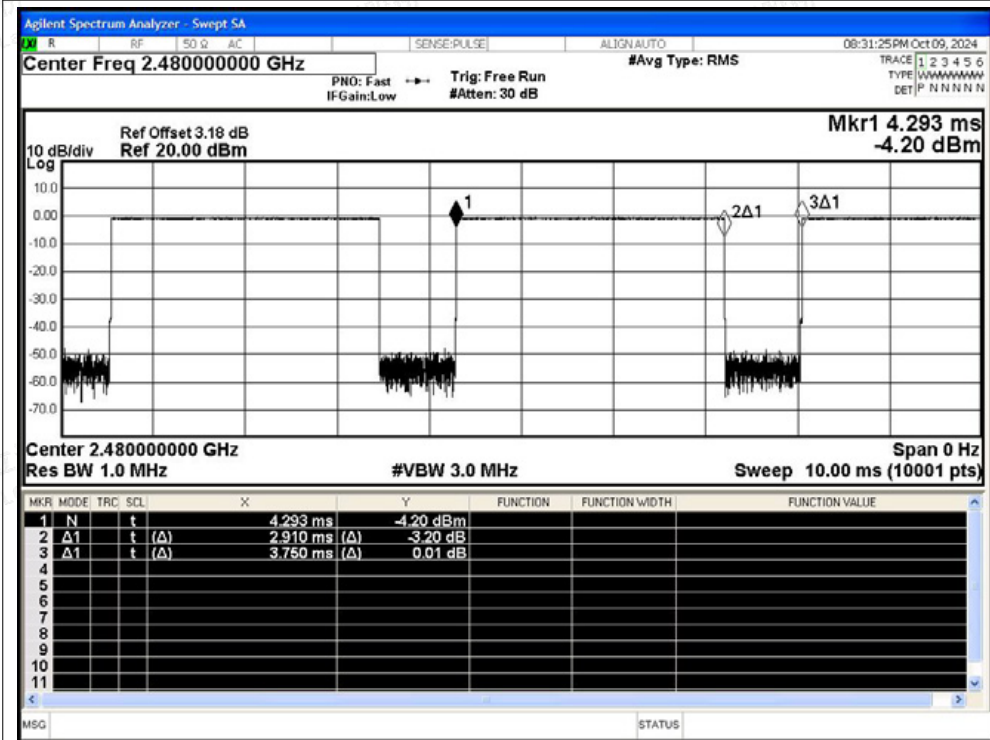 Agilent Spectrum Analyzer - Swept SA
LXI R RF 50 Ω AC SENSE:PULSE ALIGNAUTO 08:31:25PM Oct 09, 2024
Center Freq 2.480000000 GHz #Avg Type: RMS TRACE 1 2 3 4 5 6
PNO: Fast Trig: Free Run TYPE WWWWWW
IFGain:Low #Atten: 30 dB DET P N N N N N
Mkr1 4.293 ms
-4.20 dBm
Ref Offset 3.18 dB
10 dB/div Ref 20.00 dBm
Log
10.0
1
2Δ1
3Δ1
0.00
-10.0
-20.0
-30.0
-40.0
-50.0
-60.0
-70.0
Center 2.480000000 GHz Span 0 Hz
Res BW 1.0 MHz #VBW 3.0 MHz Sweep 10.00 ms (10001 pts)
MKR MODE TRC SCL X Y FUNCTION FUNCTION WIDTH FUNCTION VALUE
1 N t 4.293 ms -4.20 dBm
2 Δ1 t (Δ) 2.910 ms (Δ) -3.20 dB
3 Δ1 t (Δ) 3.750 ms (Δ) 0.01 dB
4
5
6
7
8
9
10
11
MSG STATUS